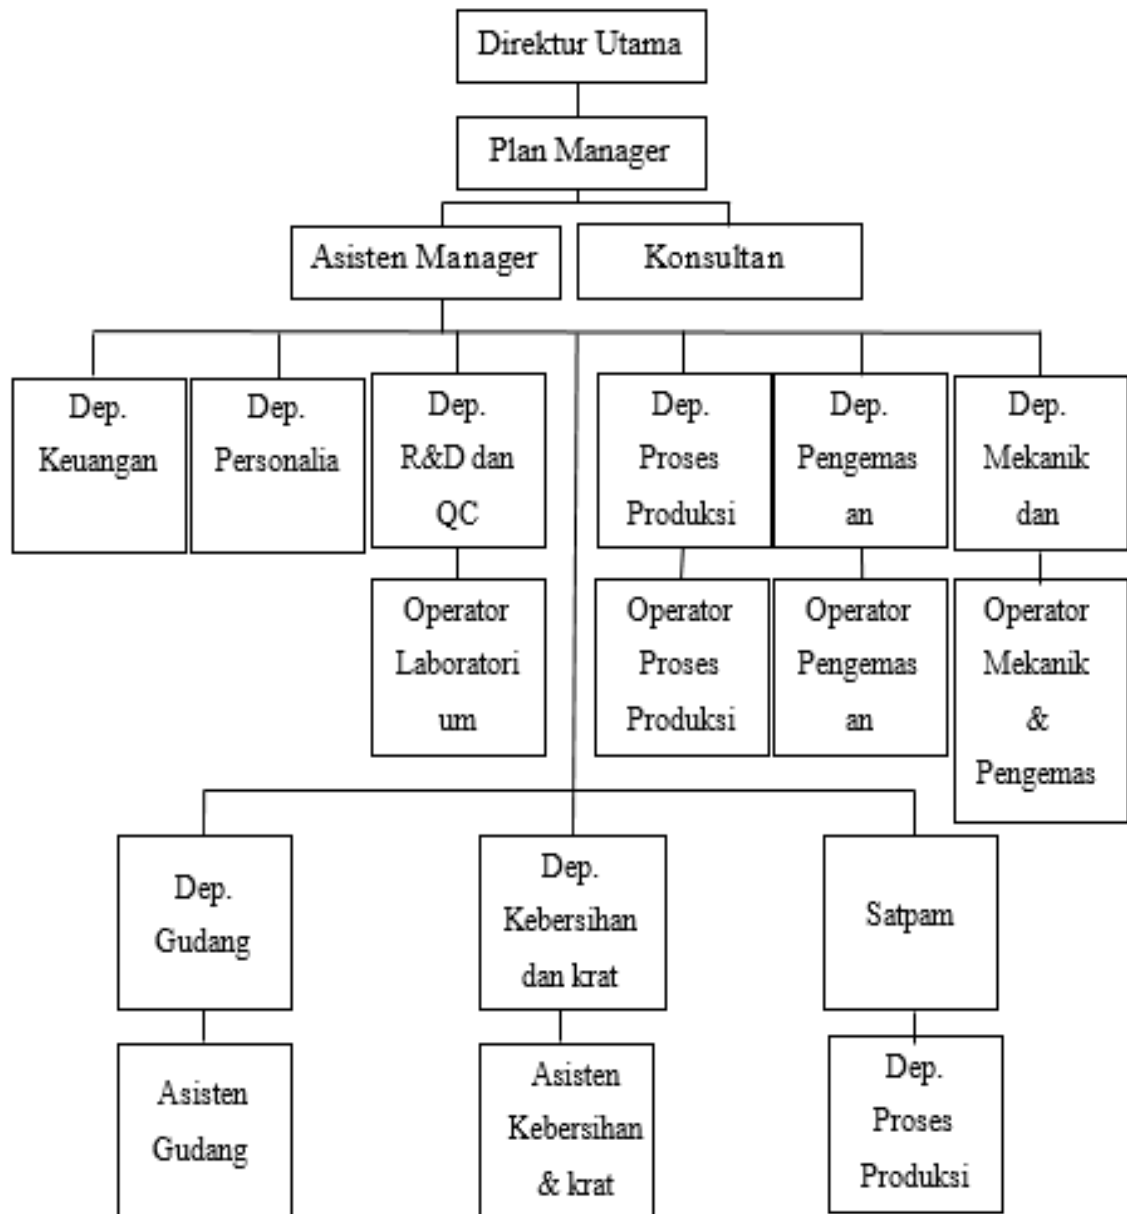 Direktur Utama
Plan Manager
Asisten Manager
Konsultan
Dep.
Keuangan
Dep.
Personalia
Dep.
R&D dan
QC
Dep.
Proses
Produksi
Dep.
Pengemas
an
Dep.
Mekanik
dan
Operator
Laboratori
um
Operator
Proses
Produksi
Operator
Pengemas
an
Operator
Mekanik
&
Pengemas
Dep.
Gudang
Dep.
Kebersihan
dan krat
Satpam
Asisten
Gudang
Asisten
Kebersihan
& krat
Dep.
Proses
Produksi